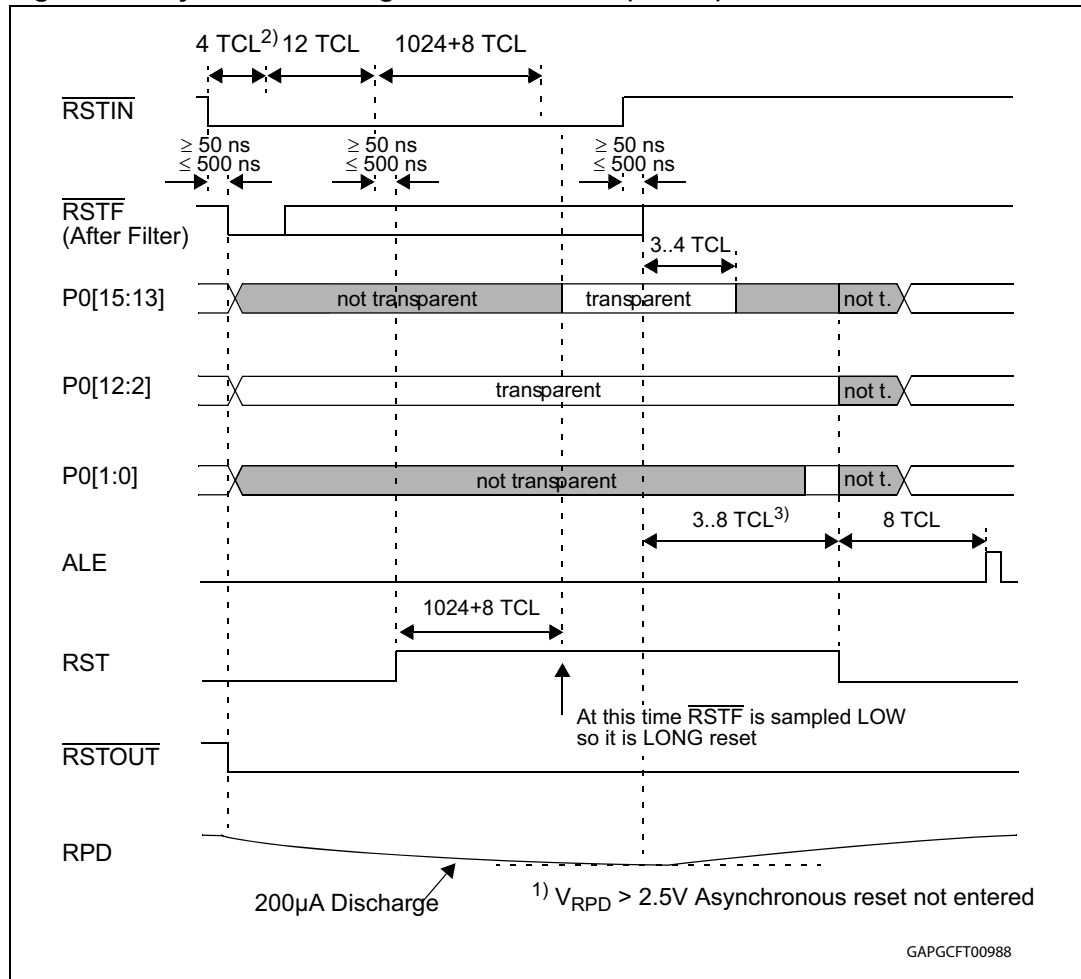 4 TCL2) 12 TCL 1024+8 TCL
RSTIN
≥ 50 ns ≥ 50 ns ≥ 50 ns
≤ 500 ns ≤ 500 ns ≤ 500 ns
RSTF
(After Filter)
3..4 TCL
P0[15:13] not transparent transparent not t.
P0[12:2] transparent not t.
P0[1:0] not transparent not t.
3..8 TCL3) 8 TCL
ALE
1024+8 TCL
RST
At this time RSTF is sampled LOW
so it is LONG reset
RSTOUT
RPD
200µA Discharge 1) VRPD > 2.5V Asynchronous reset not entered
GAPGCFT00988